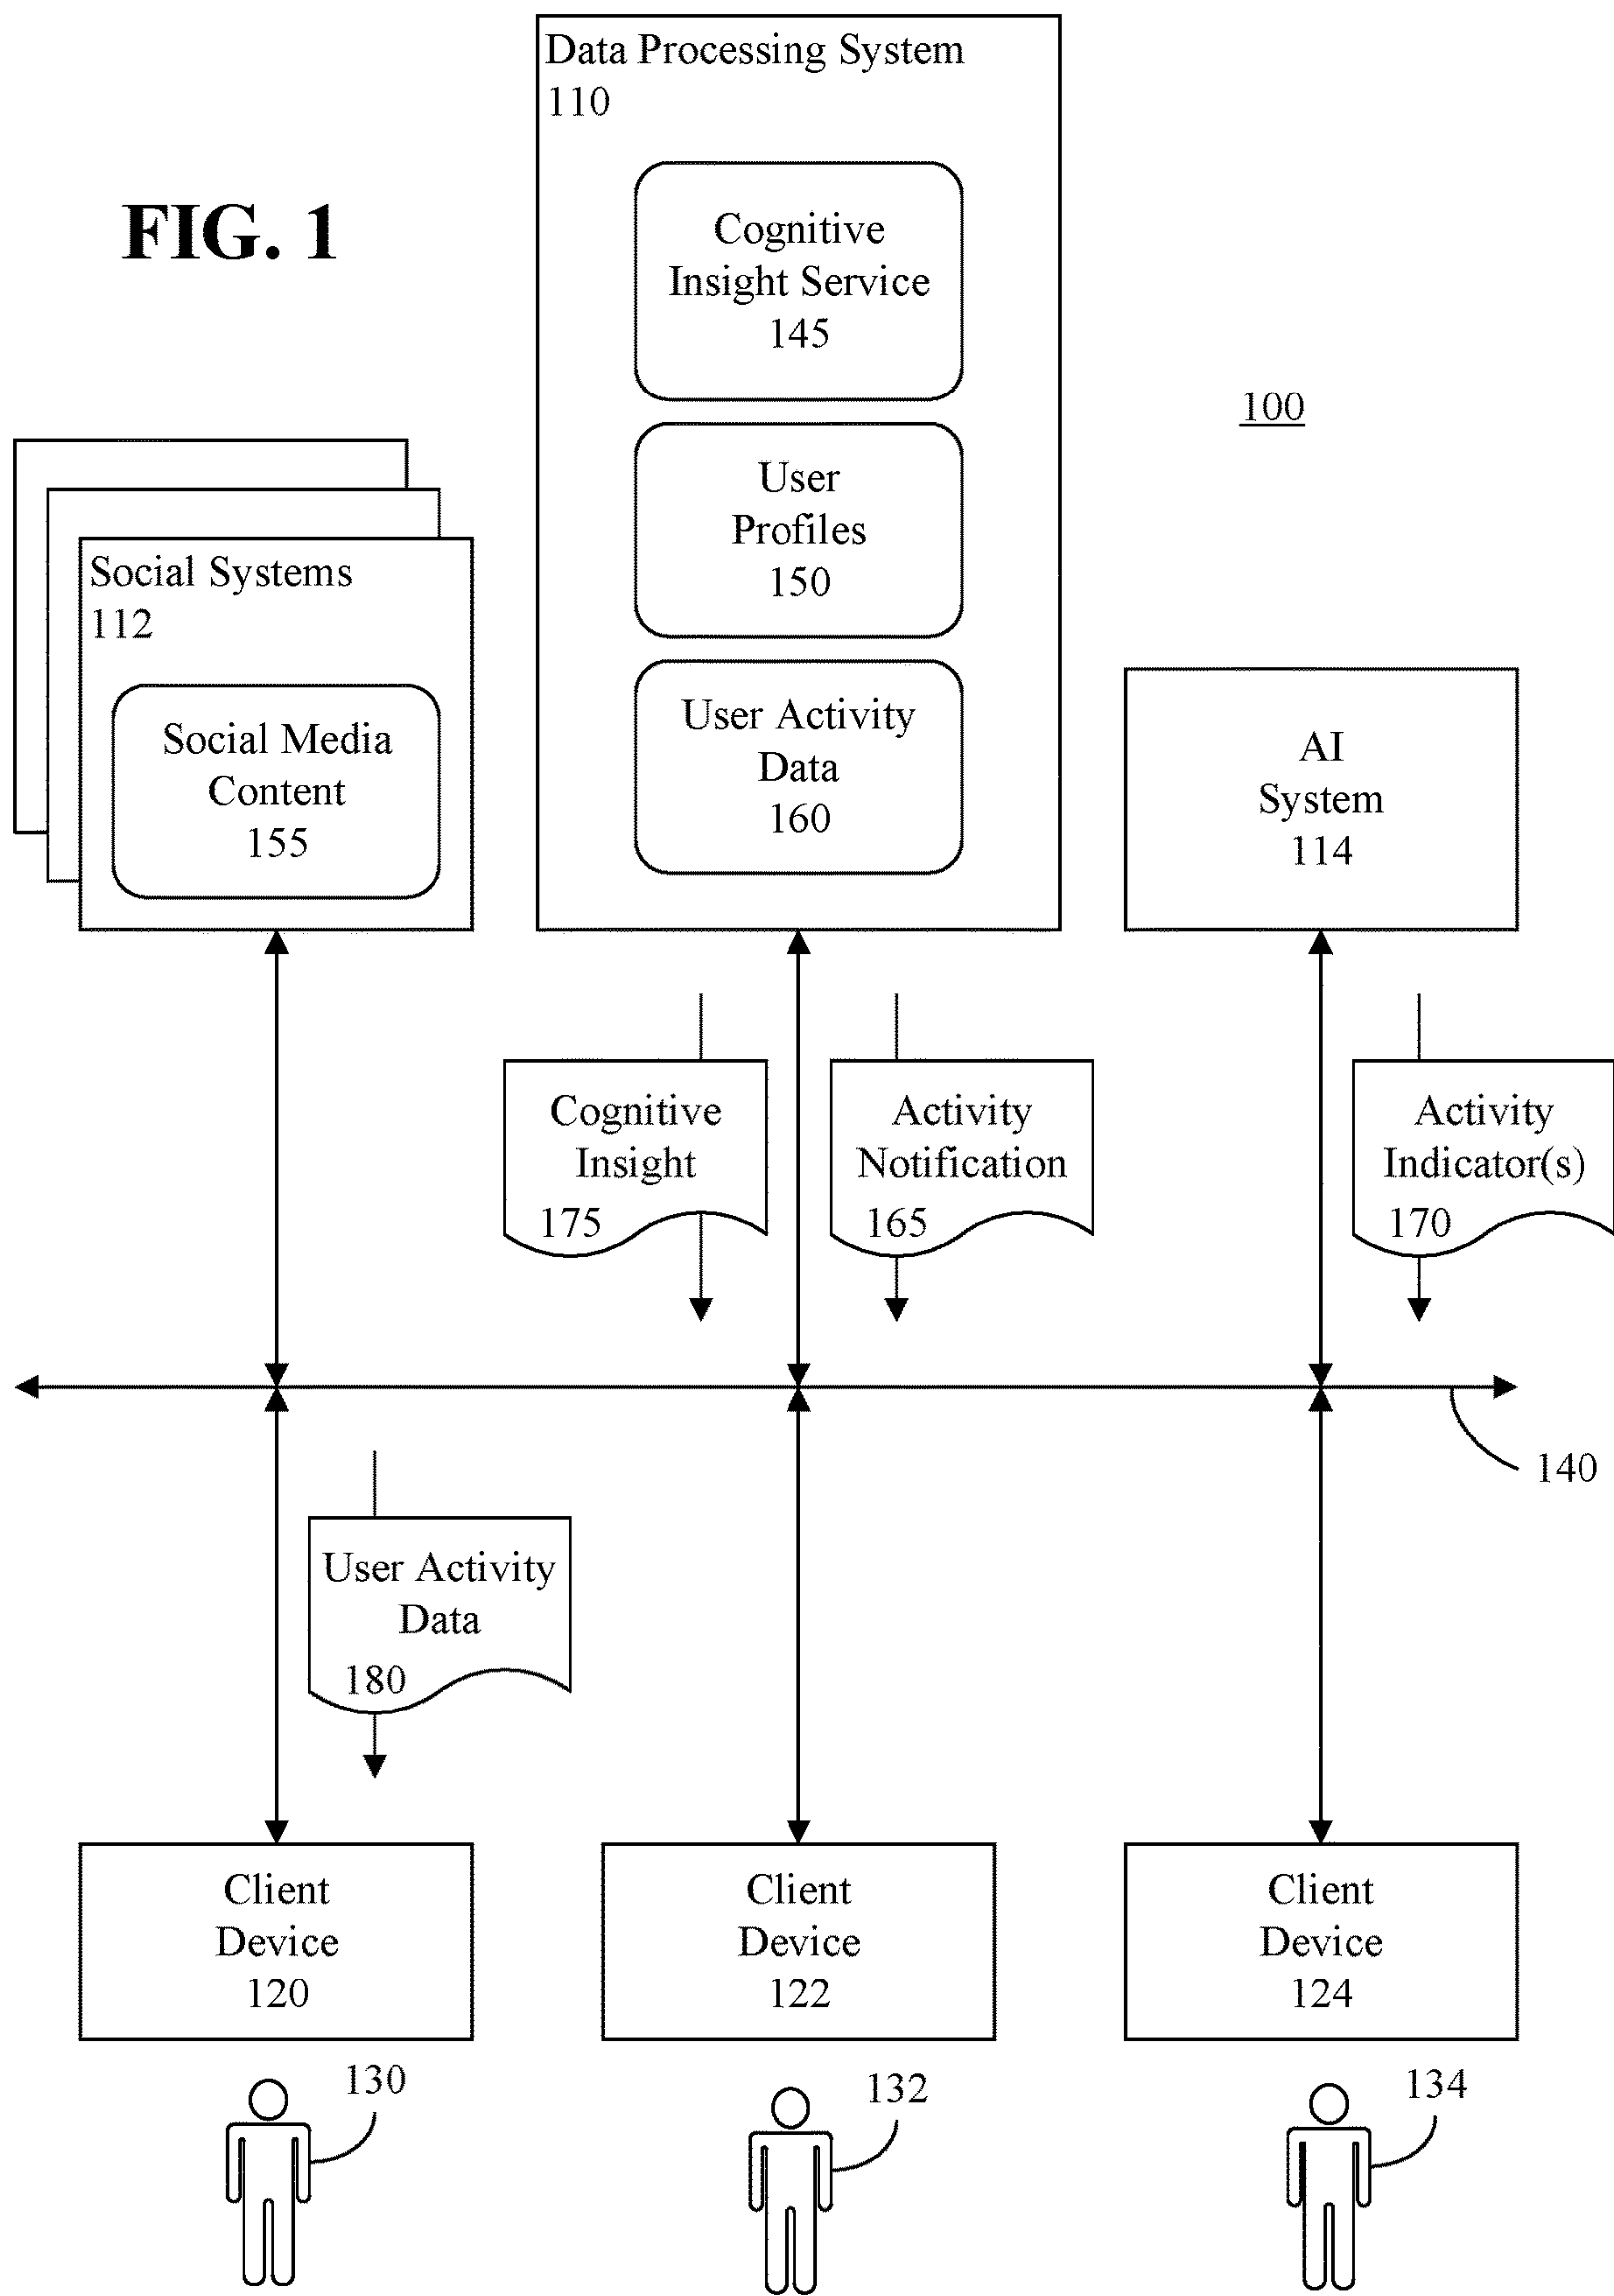 Data Processing System
110
FIG. 1
Cognitive
Insight Service
145
100
User
Profiles
150
Social Systems
112
Social Media
Content
155
User Activity
Data
160
AI
System
114
Cognitive
Insight
175
Activity
Notification
165
Activity
Indicator(s)
170
140
User Activity
Data
180
Client
Device
120
Client
Device
122
Client
Device
124
130
132
134